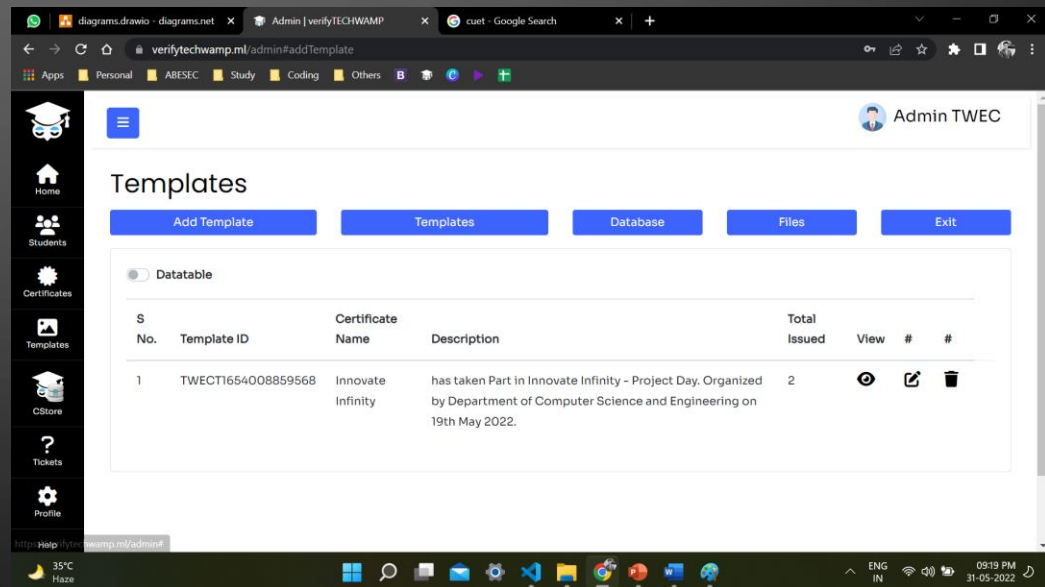 diagrams.drawio - diagrams.net
Admin | verifyTECHWAMP
cuet - Google Search
verifytechwamp.ml/admin#addTemplate
Apps Personal ABESEC Study Coding Others B
Admin TWEC
Home
Students
Certificates
Templates
CStore
Tickets
Profile
Help
Templates
Add Template Templates Database Files Exit
Datatable
S No. Template ID Certificate Name Description Total Issued View # #
1 TWECT1654008859568 Innovate Infinity
has taken Part in Innovate Infinity - Project Day. Organized
by Department of Computer Science and Engineering on
19th May 2022.
2
35°C
Haze
ENG
IN
09:19 PM
31-05-2022